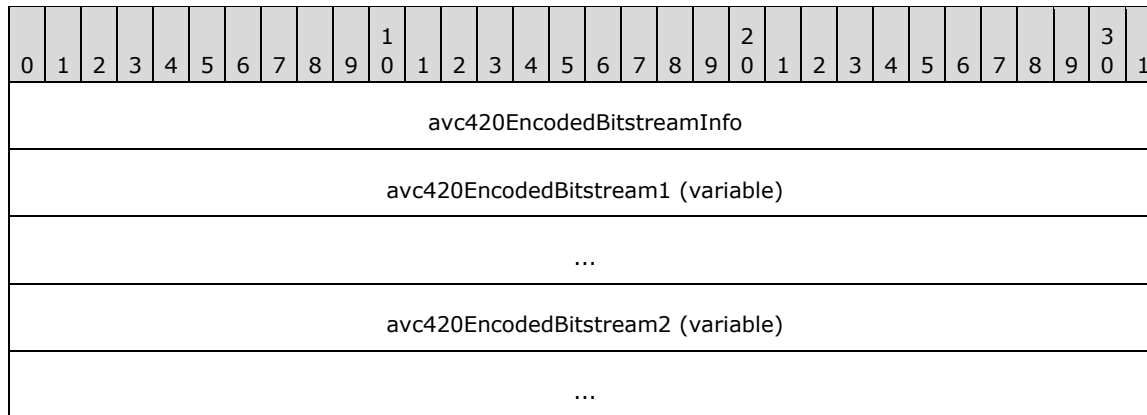 1 2 3
0 1 2 3 4 5 6 7 8 9 0 1 2 3 4 5 6 7 8 9 0 1 2 3 4 5 6 7 8 9 0 1
avc420EncodedBitstreamInfo
avc420EncodedBitstream1 (variable)
...
avc420EncodedBitstream2 (variable)
...